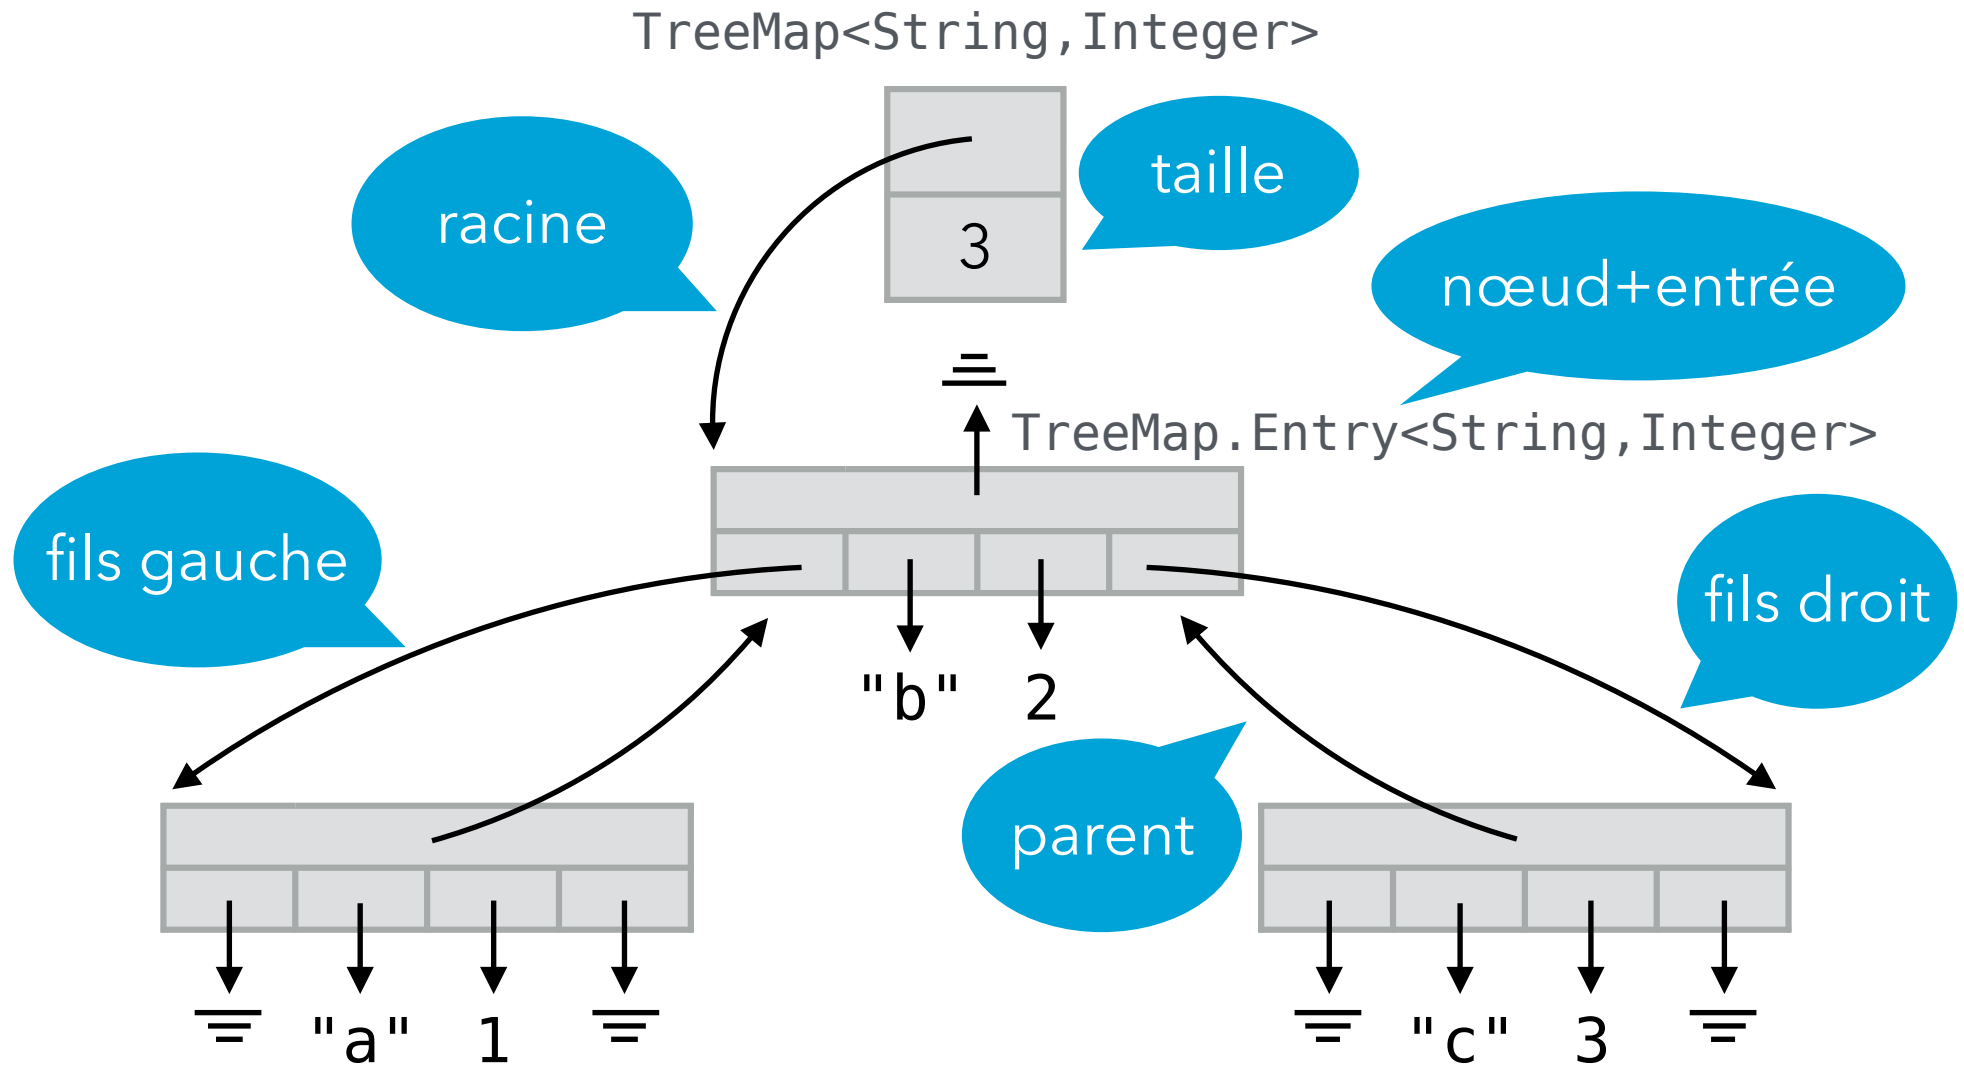 TreeMap<String,Integer>
racine
taille
3
nœud+entrée
TreeMap.Entry<String,Integer>
fils gauche
fils droit
"b" 2
parent
"a" 1
"c" 3